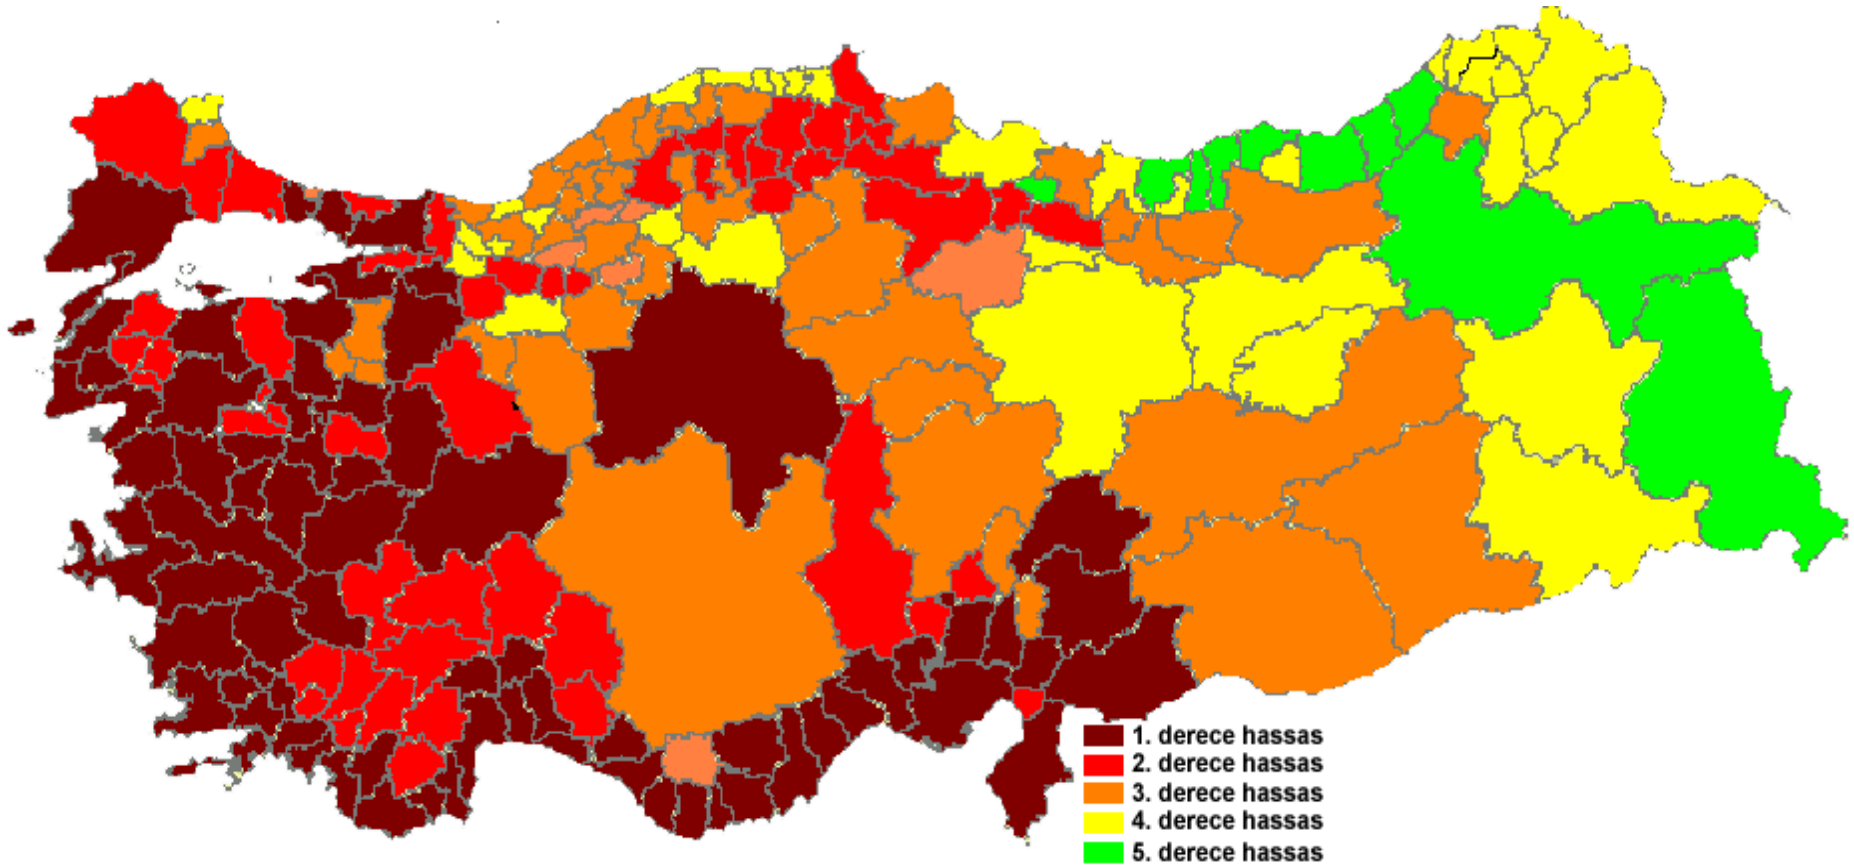 1. derece hassas
2. derece hassas
3. derece hassas
4. derece hassas
5. derece hassas